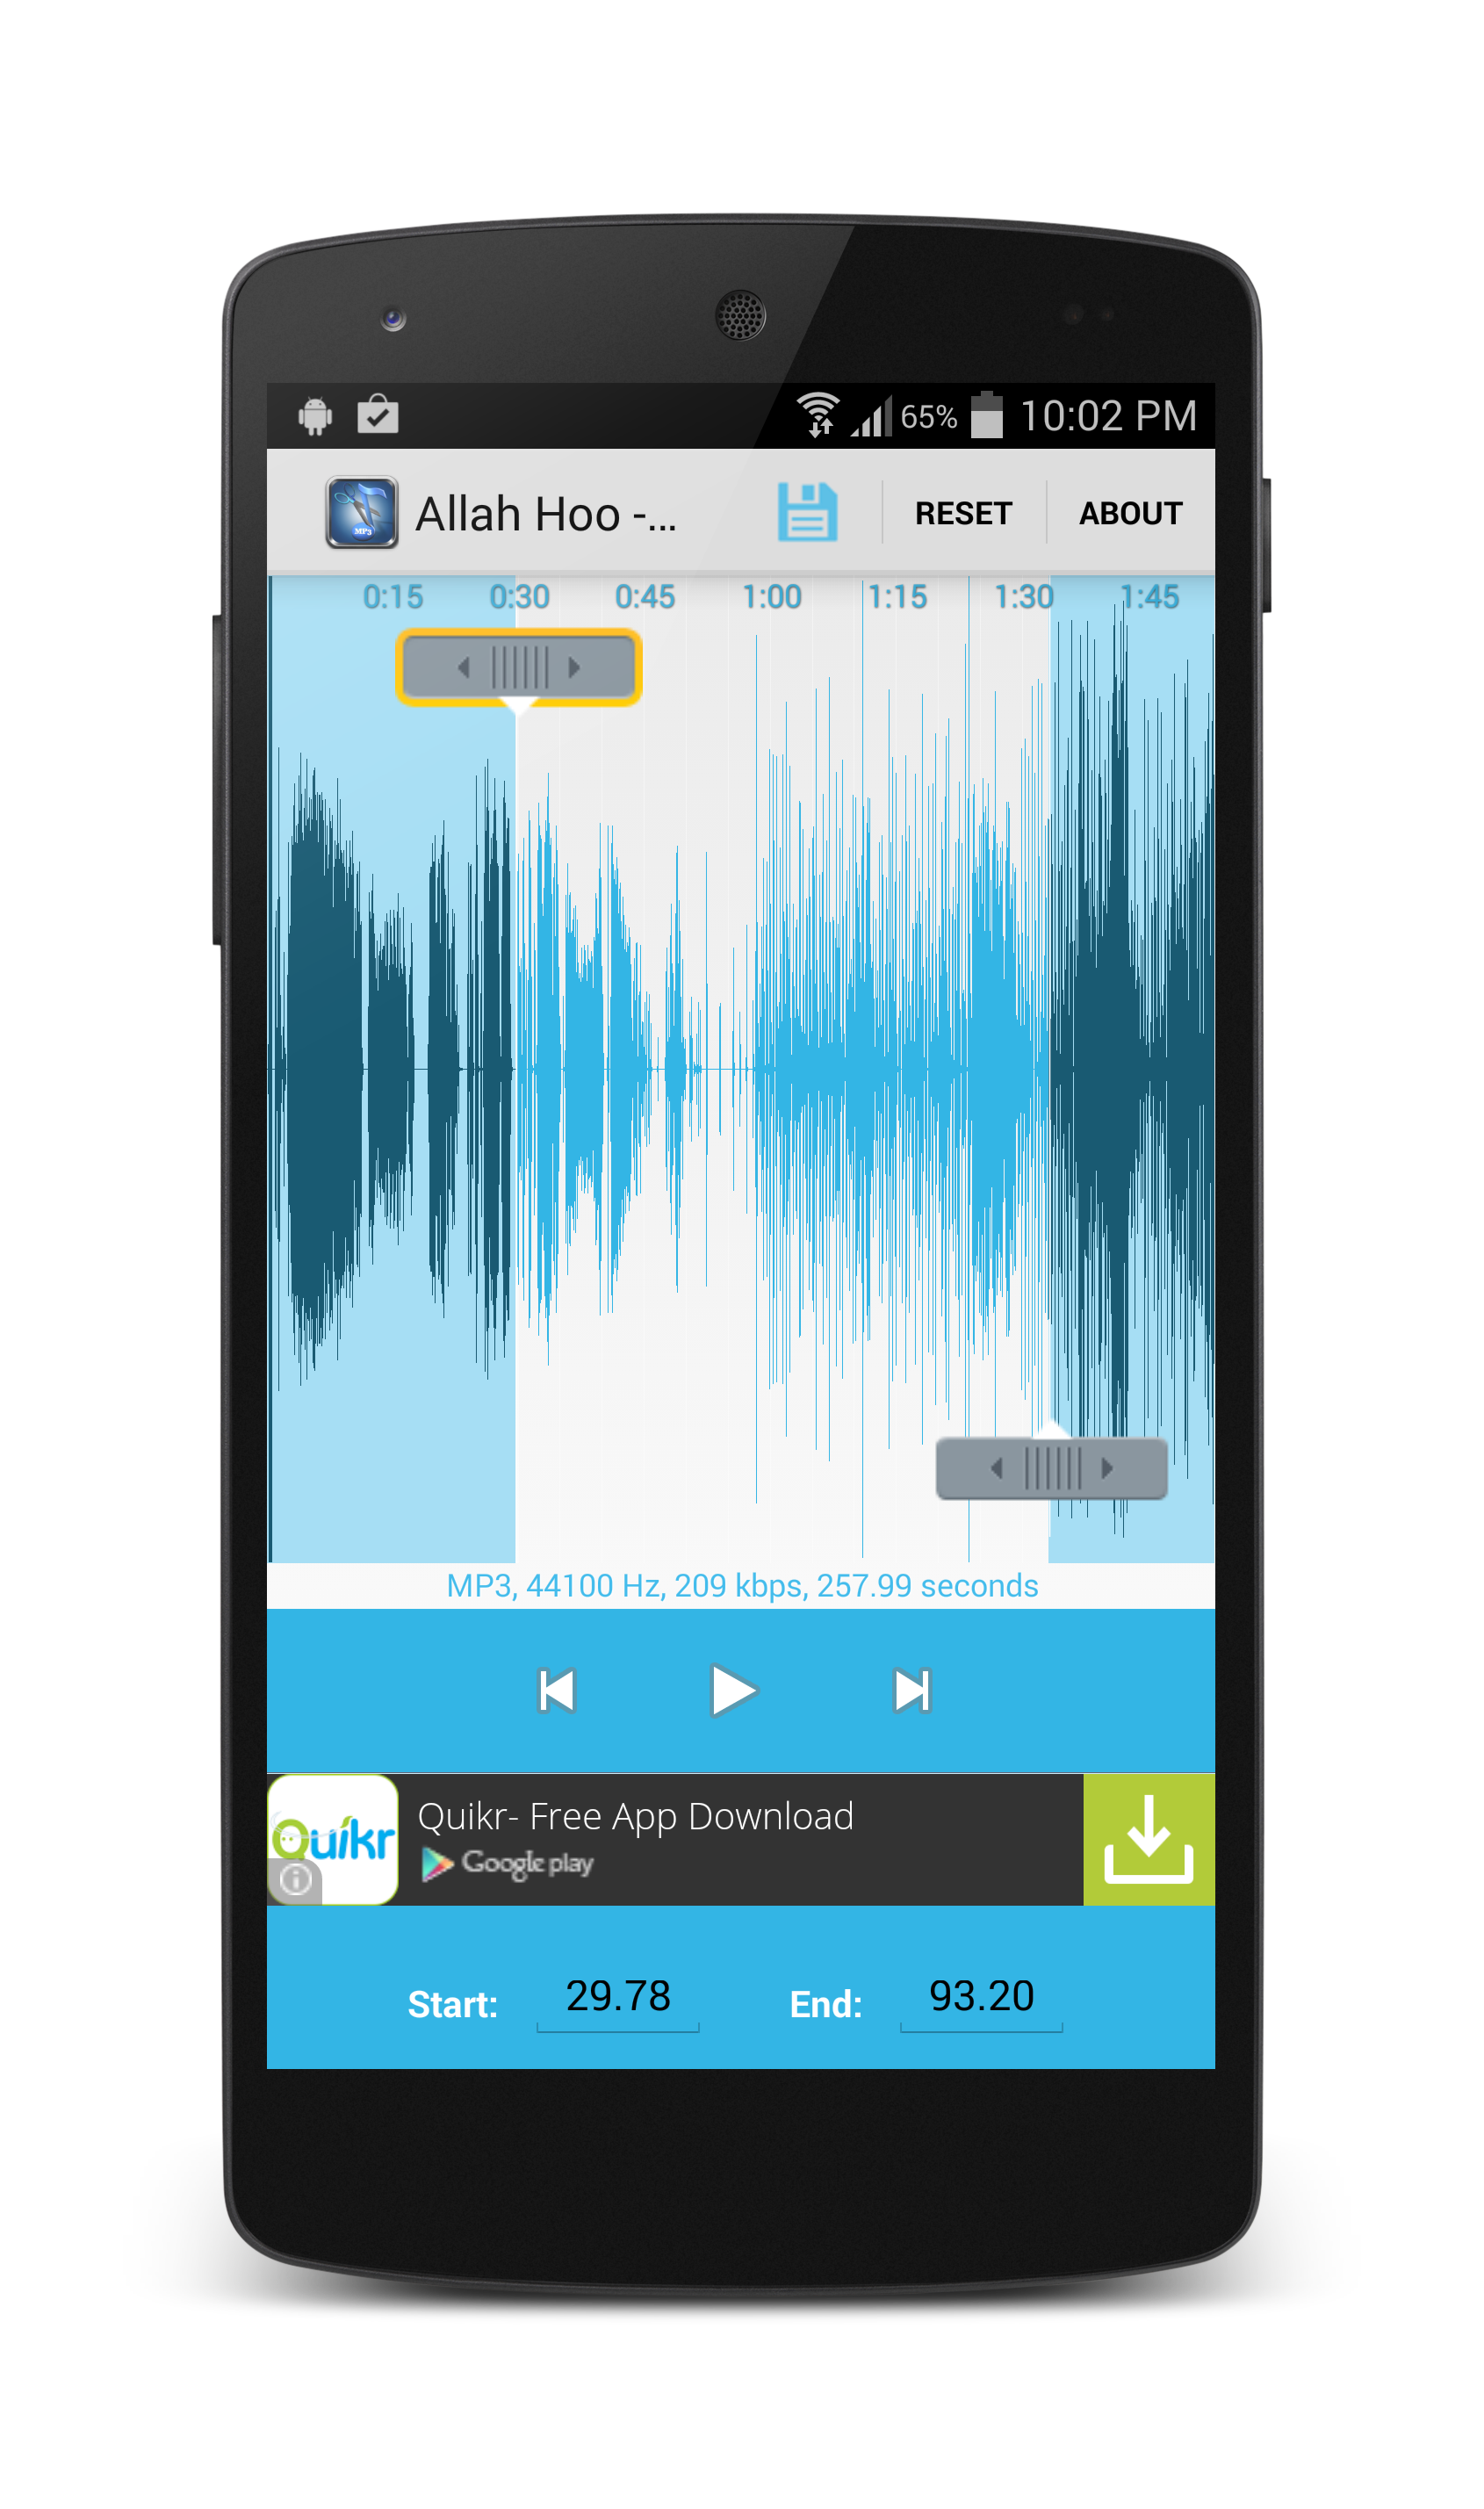 65% 10:02 PM
MP3
Allah Hoo -... RESET ABOUT
0:15 0:30 0:45 1:00 1:15 1:30 1:45
MP3, 44100 Hz, 209 kbps, 257.99 seconds
Quikr
Quikr- Free App Download
Google play
Start: 29.78 End: 93.20